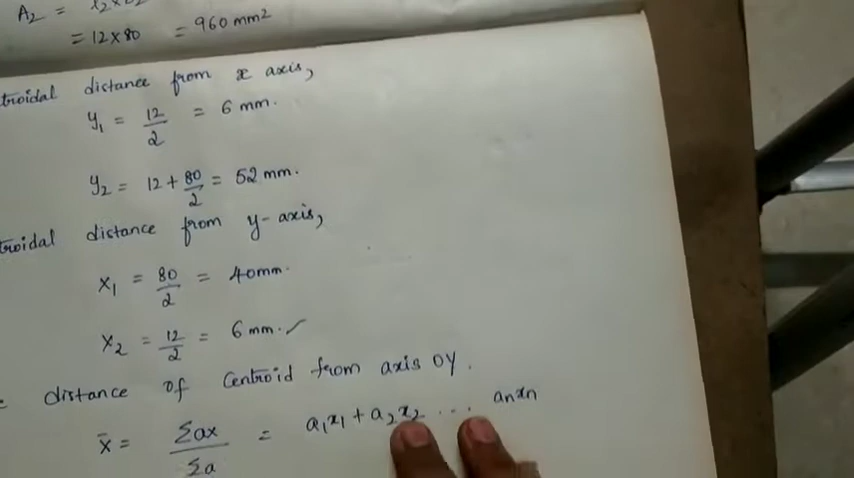 A₂ =
= 12×80 = 960 mm²
troidal distance from x axis,
y₁ = 12/2 = 6 mm.
y₂ = 12 + 80/2 = 52 mm.
troidal distance from y-axis,
x₁ = 80/2 = 40mm.
x₂ = 12/2 = 6 mm. ✓
distance of Centroid from axis OY.
x̄ = Σax/Σa = a₁x₁ + a₂x₂ ... aₙxₙ